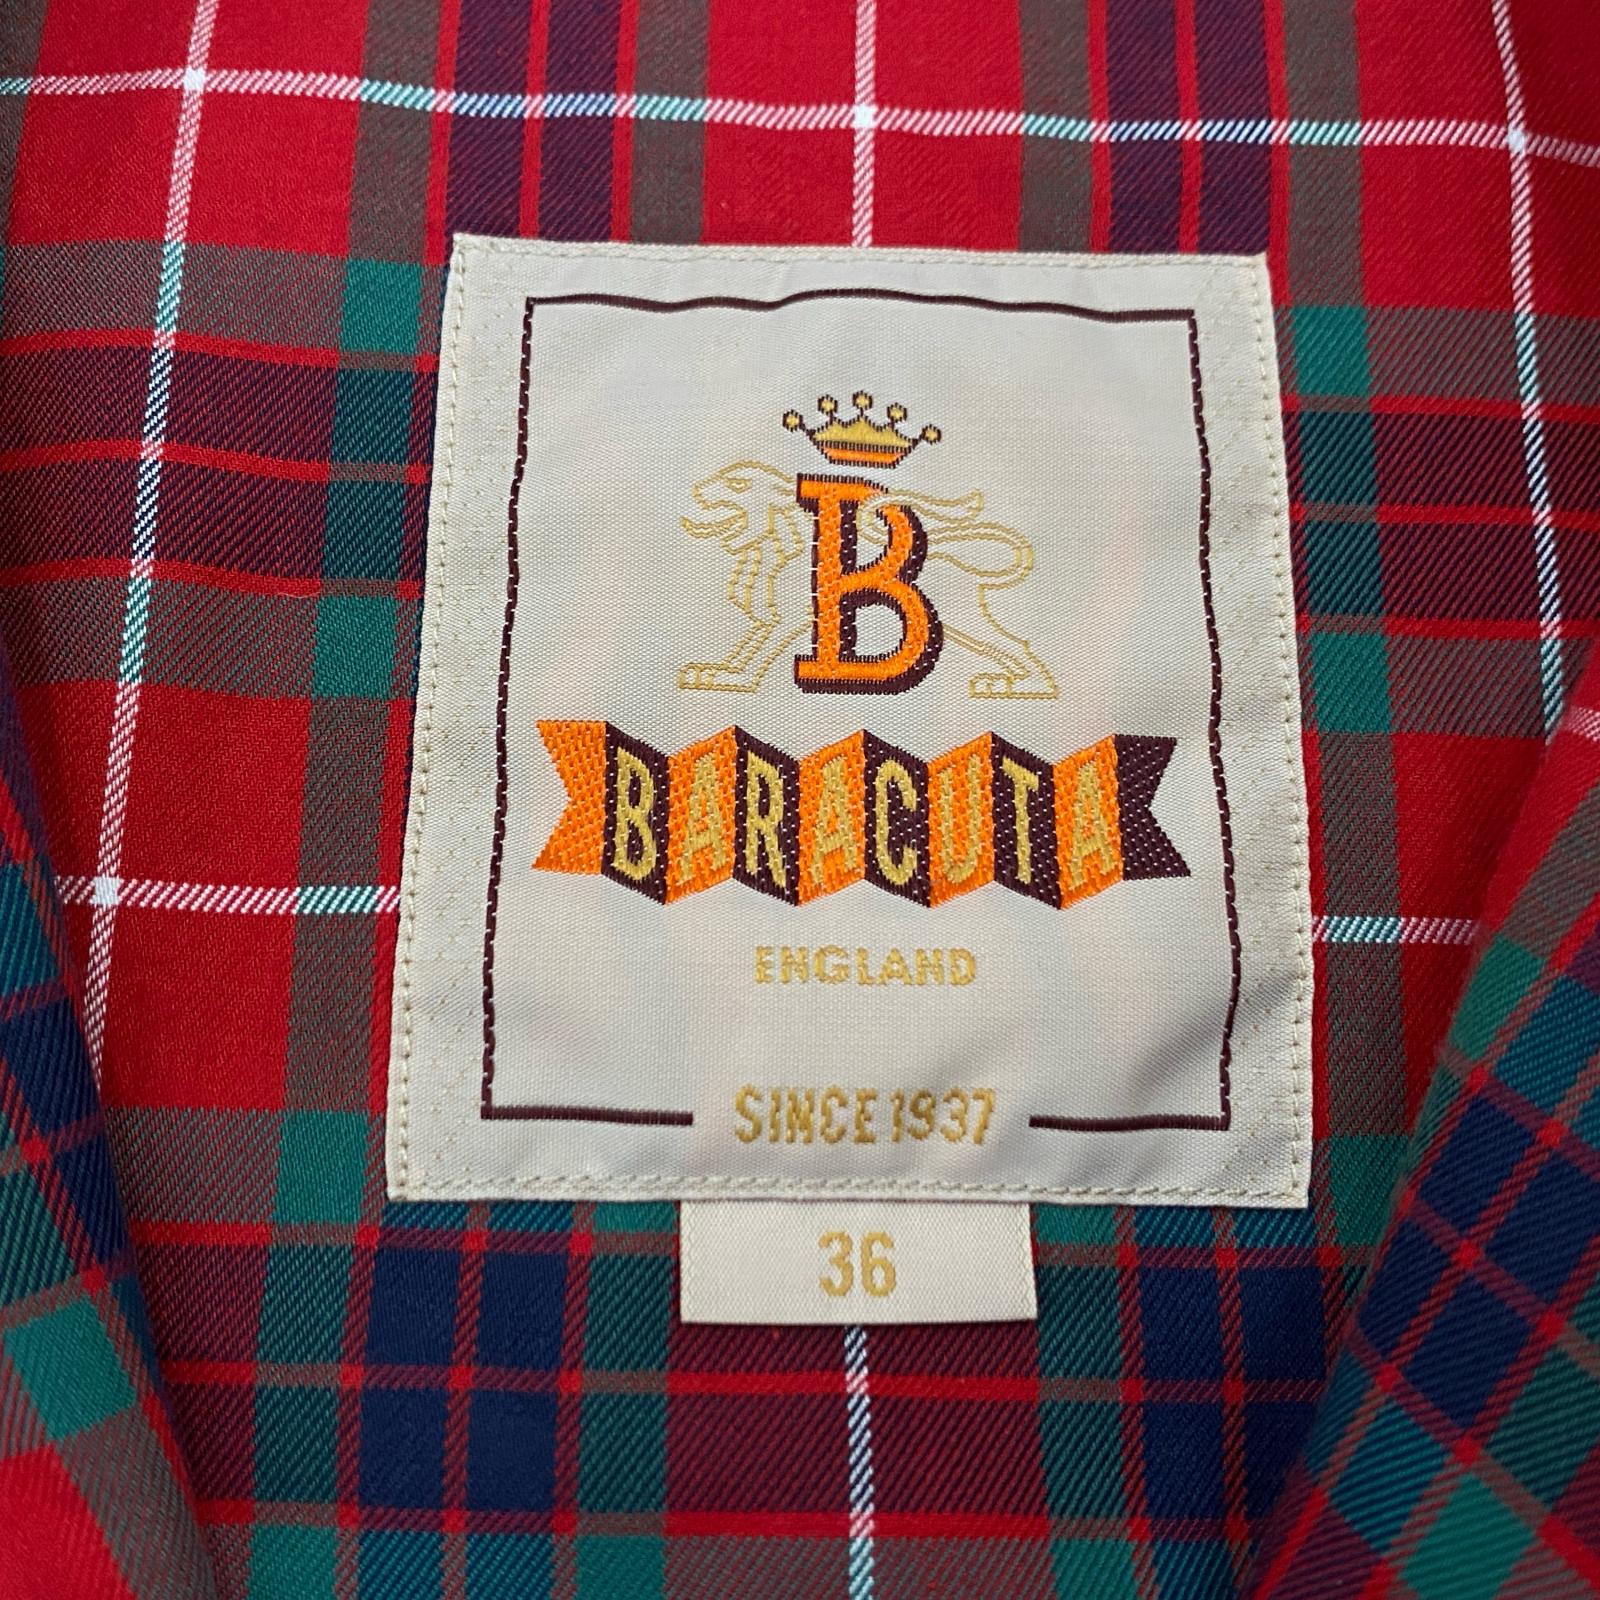 B
BARACUTA
ENGLAND
SINCE 1937
36